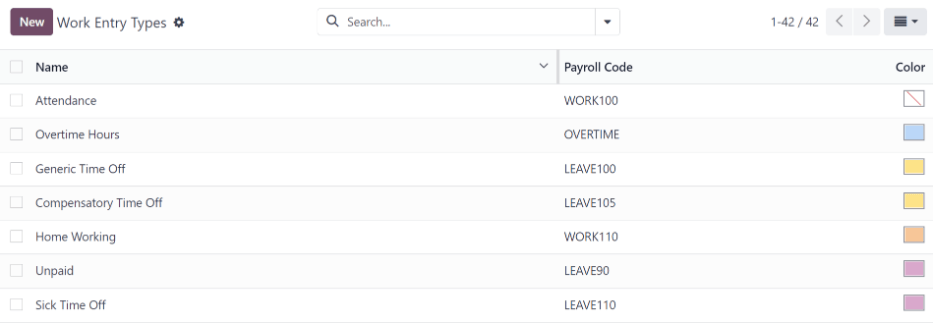 New Work Entry Types Search... 1-42 / 42
Name Payroll Code Color
Attendance WORK100
Overtime Hours OVERTIME
Generic Time Off LEAVE100
Compensatory Time Off LEAVE105
Home Working WORK110
Unpaid LEAVE90
Sick Time Off LEAVE110